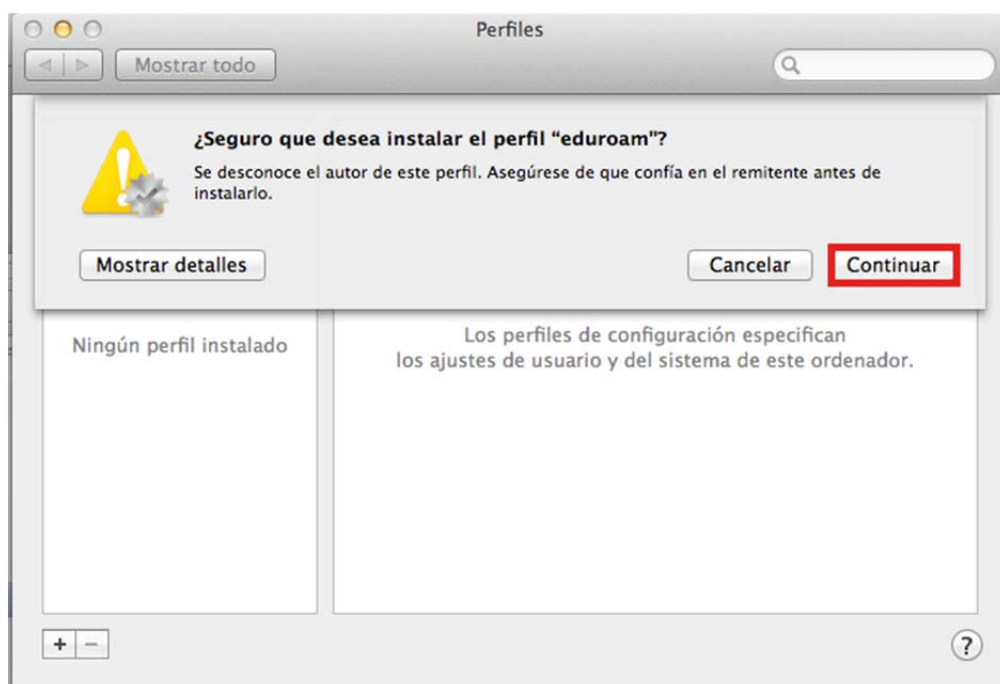 Perfiles
Mostrar todo
¿Seguro que desea instalar el perfil “eduroam”?
Se desconoce el autor de este perfil. Asegúrese de que confía en el remitente antes de
instalarlo.
Mostrar detalles
Cancelar
Continuar
Ningún perfil instalado
Los perfiles de configuración especifican
los ajustes de usuario y del sistema de este ordenador.
+ −
?